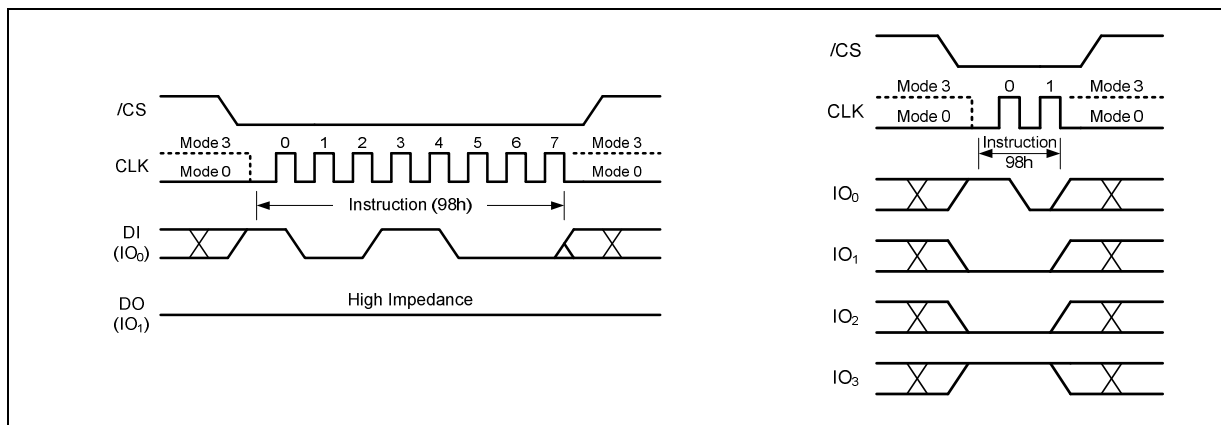 /CS
Mode 3 0 1 2 3 4 5 6 7 Mode 3
CLK
Mode 0 Mode 0
Instruction (98h)
DI
(IO0)
High Impedance
DO
(IO1)
/CS
Mode 3 0 1 Mode 3
CLK
Mode 0 Mode 0
Instruction
98h
IO0
IO1
IO2
IO3